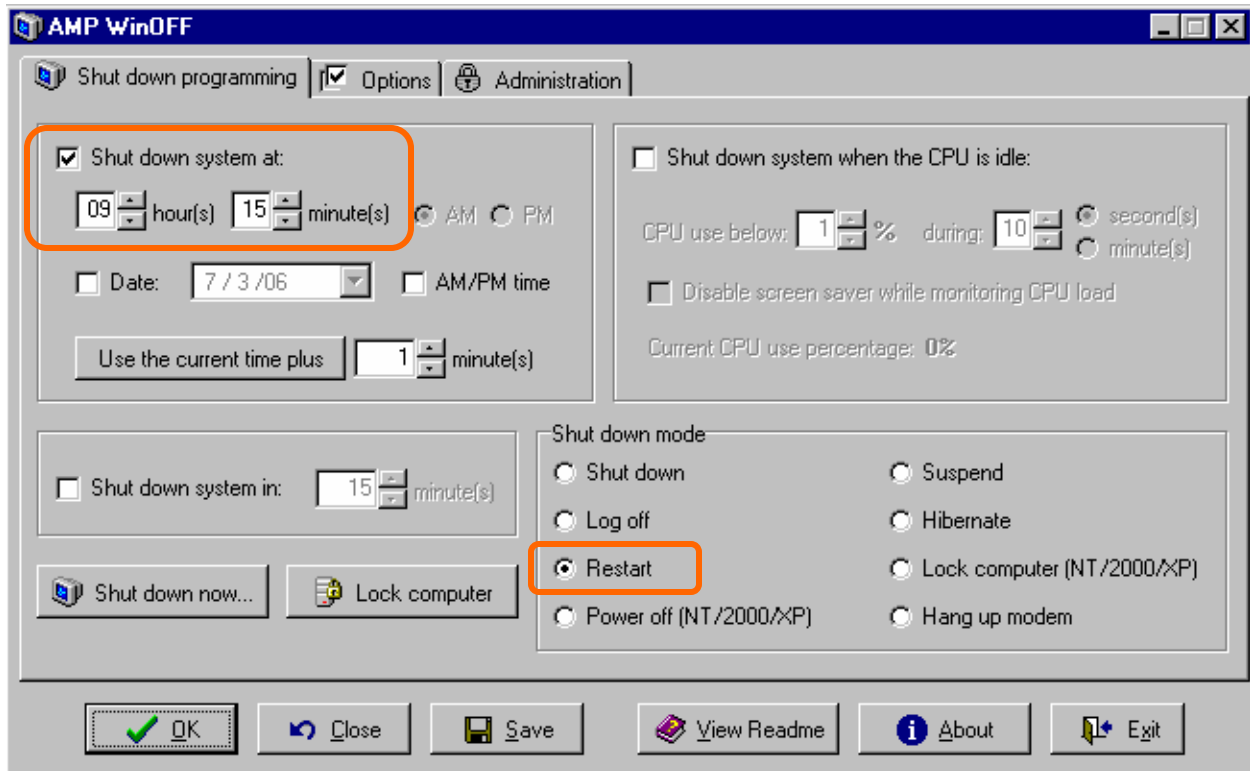 AMP WinOFF
Shut down programming Options Administration
Shut down system at:
09 hour(s) 15 minute(s) AM PM
Date: 7 / 3 /06 AM/PM time
Use the current time plus 1 minute(s)
Shut down system when the CPU is idle:
CPU use below: 1 % during: 10 second(s)
minute(s)
Disable screen saver while monitoring CPU load
Current CPU use percentage: 0%
Shut down system in: 15 minute(s)
Shut down now... Lock computer
Shut down mode
Shut down Suspend
Log off Hibernate
Restart Lock computer (NT/2000/XP)
Power off (NT/2000/XP) Hang up modem
OK Close Save View Readme About Exit